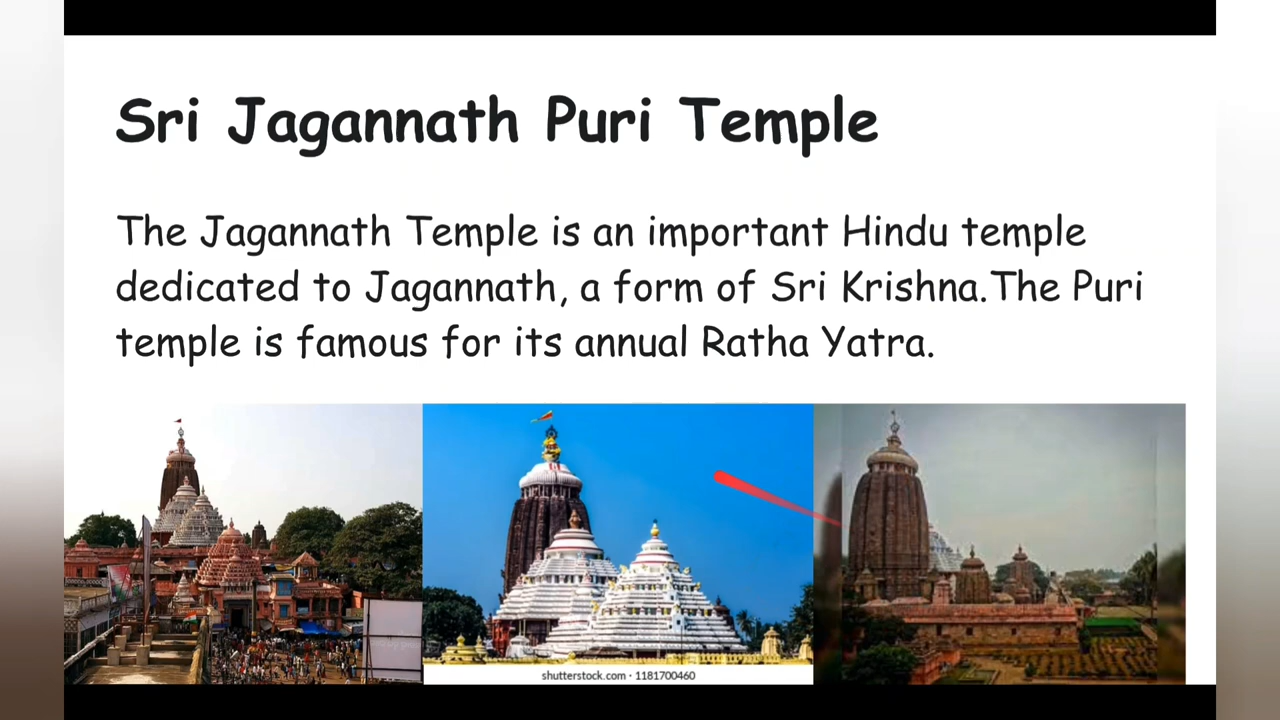 Sri Jagannath Puri Temple
The Jagannath Temple is an important Hindu temple
dedicated to Jagannath, a form of Sri Krishna.The Puri
temple is famous for its annual Ratha Yatra.
shutterstock.com · 1181700460